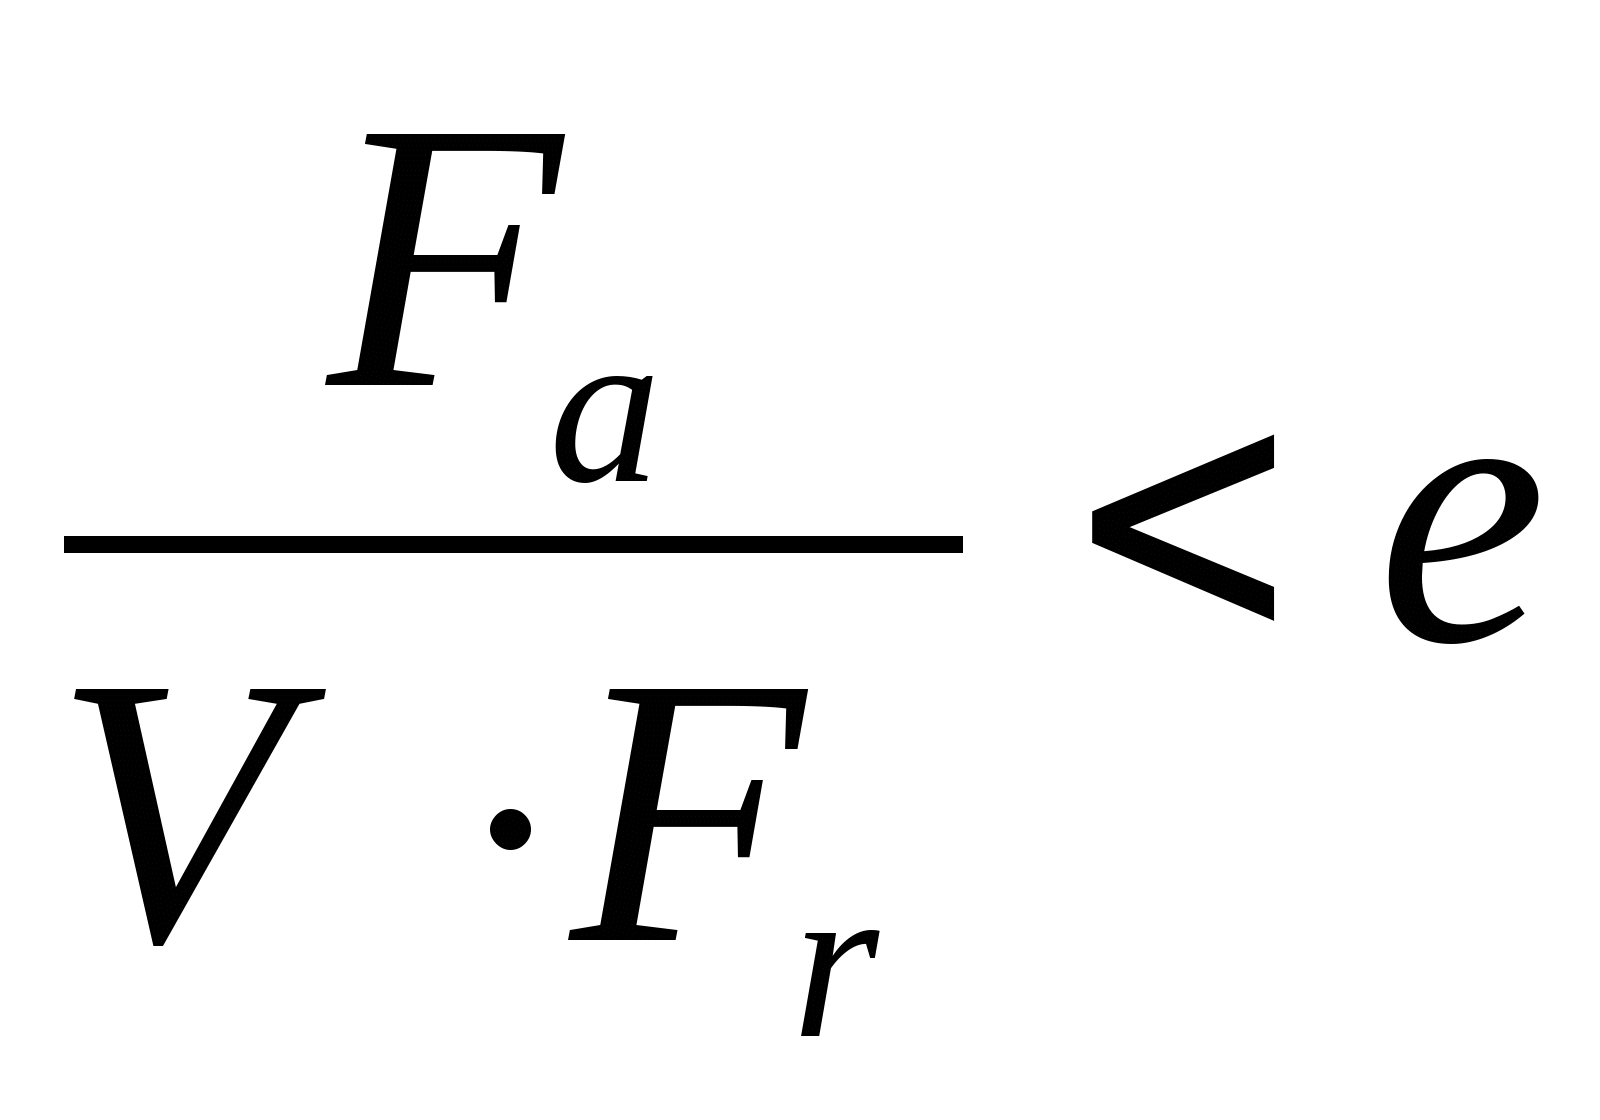 F_a
< e
V · F_r